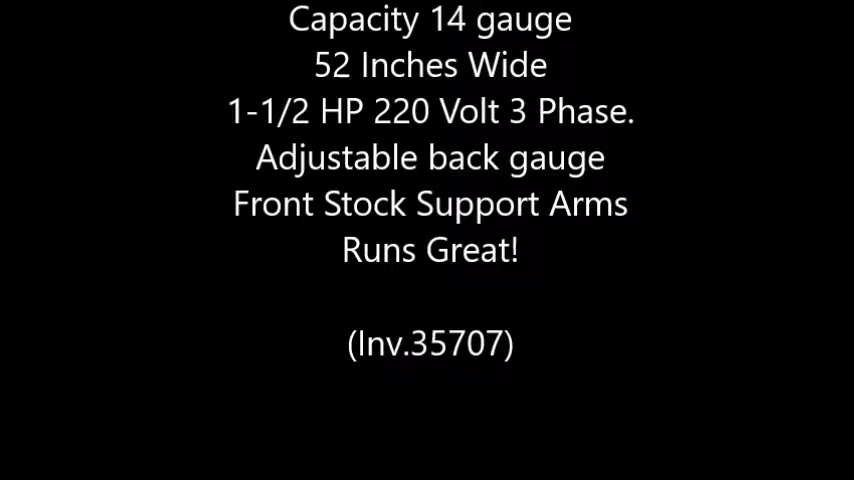 Capacity 14 gauge
52 Inches Wide
1-1/2 HP 220 Volt 3 Phase.
Adjustable back gauge
Front Stock Support Arms
Runs Great!
(Inv.35707)